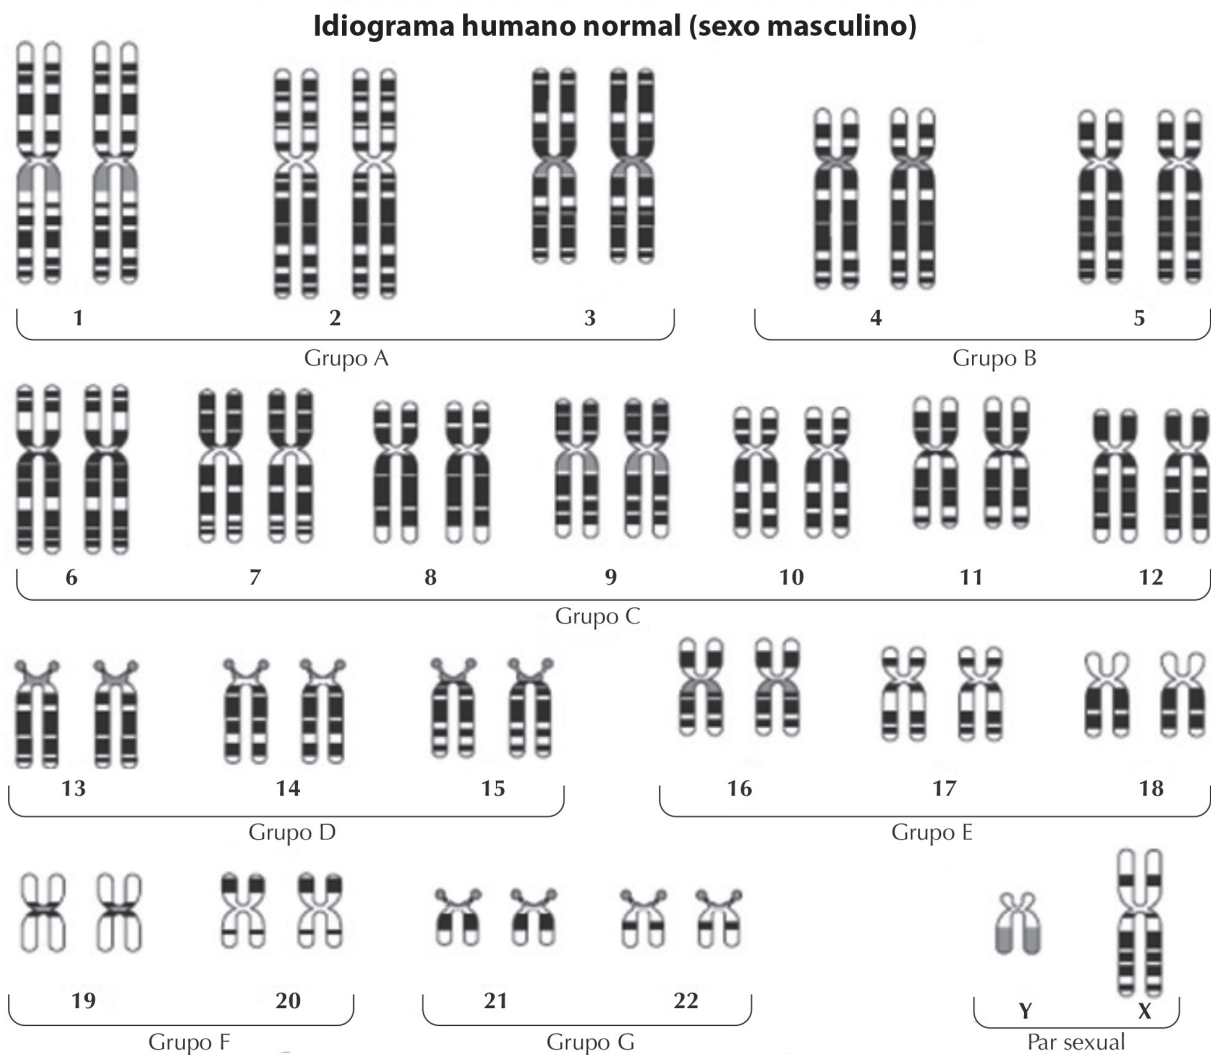 Idiograma humano normal (sexo masculino)
1 2 3 4 5
Grupo A Grupo B
6 7 8 9 10 11 12
Grupo C
13 14 15 16 17 18
Grupo D Grupo E
19 20 21 22 Y X
Grupo F Grupo G Par sexual